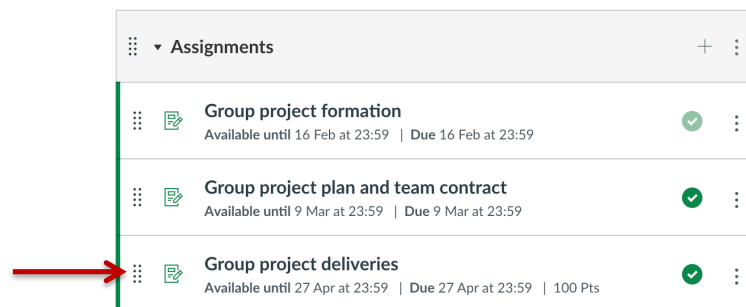 Assignments
Group project formation
Available until 16 Feb at 23:59 | Due 16 Feb at 23:59
Group project plan and team contract
Available until 9 Mar at 23:59 | Due 9 Mar at 23:59
Group project deliveries
Available until 27 Apr at 23:59 | Due 27 Apr at 23:59 | 100 Pts